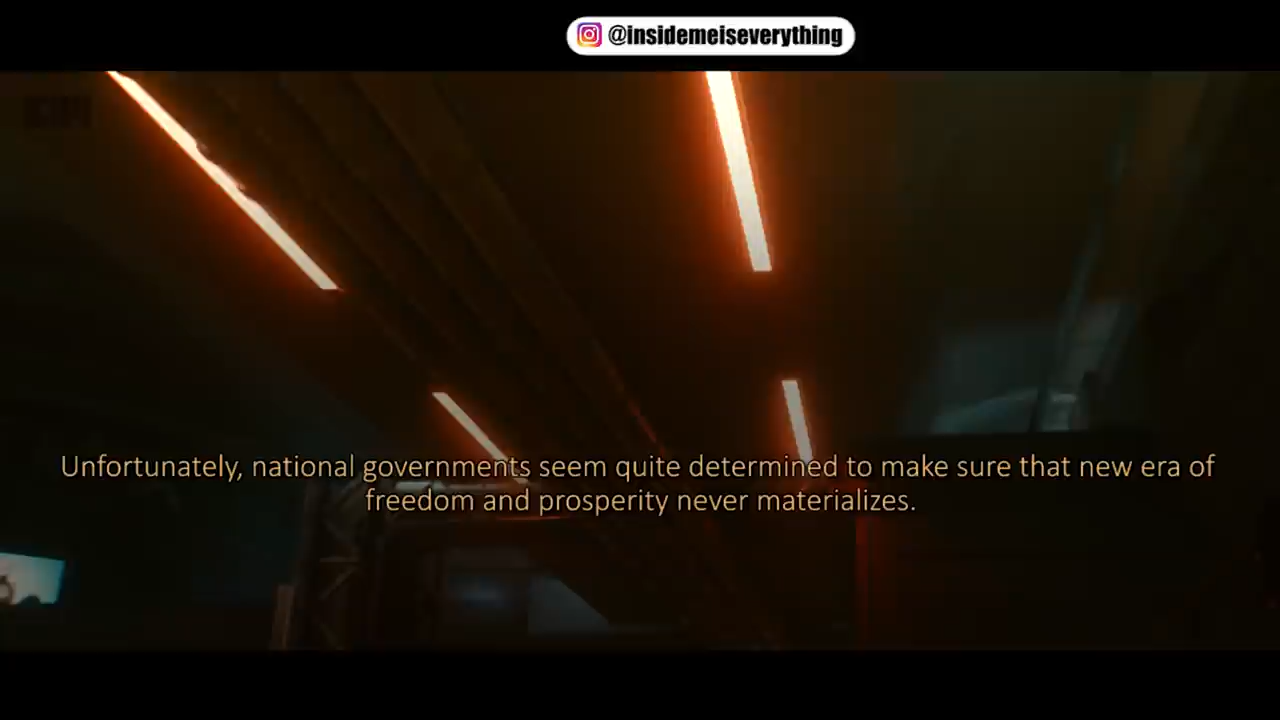 @insidemeiseverything
Unfortunately, national governments seem quite determined to make sure that new era of
freedom and prosperity never materializes.